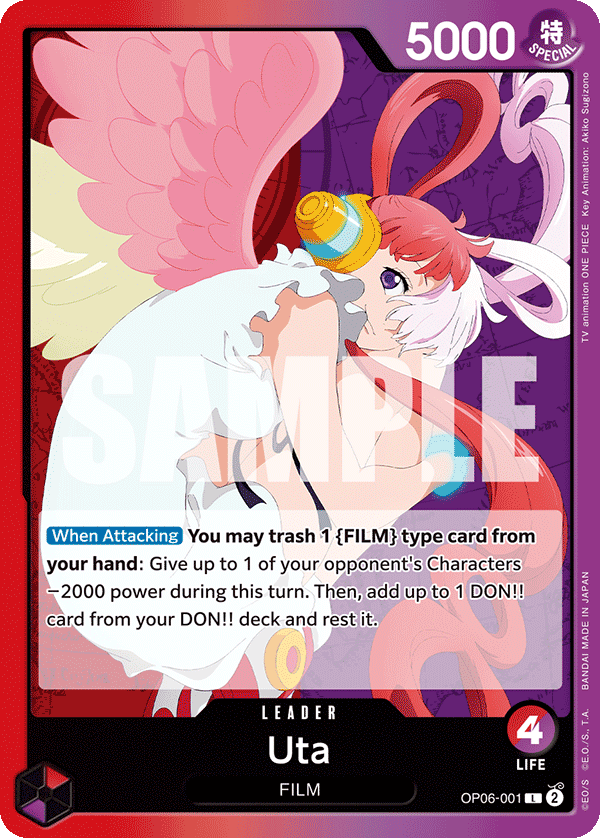 5000
特
SPECIAL
TV animation ONE PIECE Key Animation: Akiko Sugizono
SAMPLE
When Attacking You may trash 1 {FILM} type card from
your hand: Give up to 1 of your opponent's Characters
−2000 power during this turn. Then, add up to 1 DON!!
card from your DON!! deck and rest it.
LEADER
Uta
FILM
4
LIFE
OP06-001 L 2
©EO/S ©E.O./S., T.A. BANDAI MADE IN JAPAN